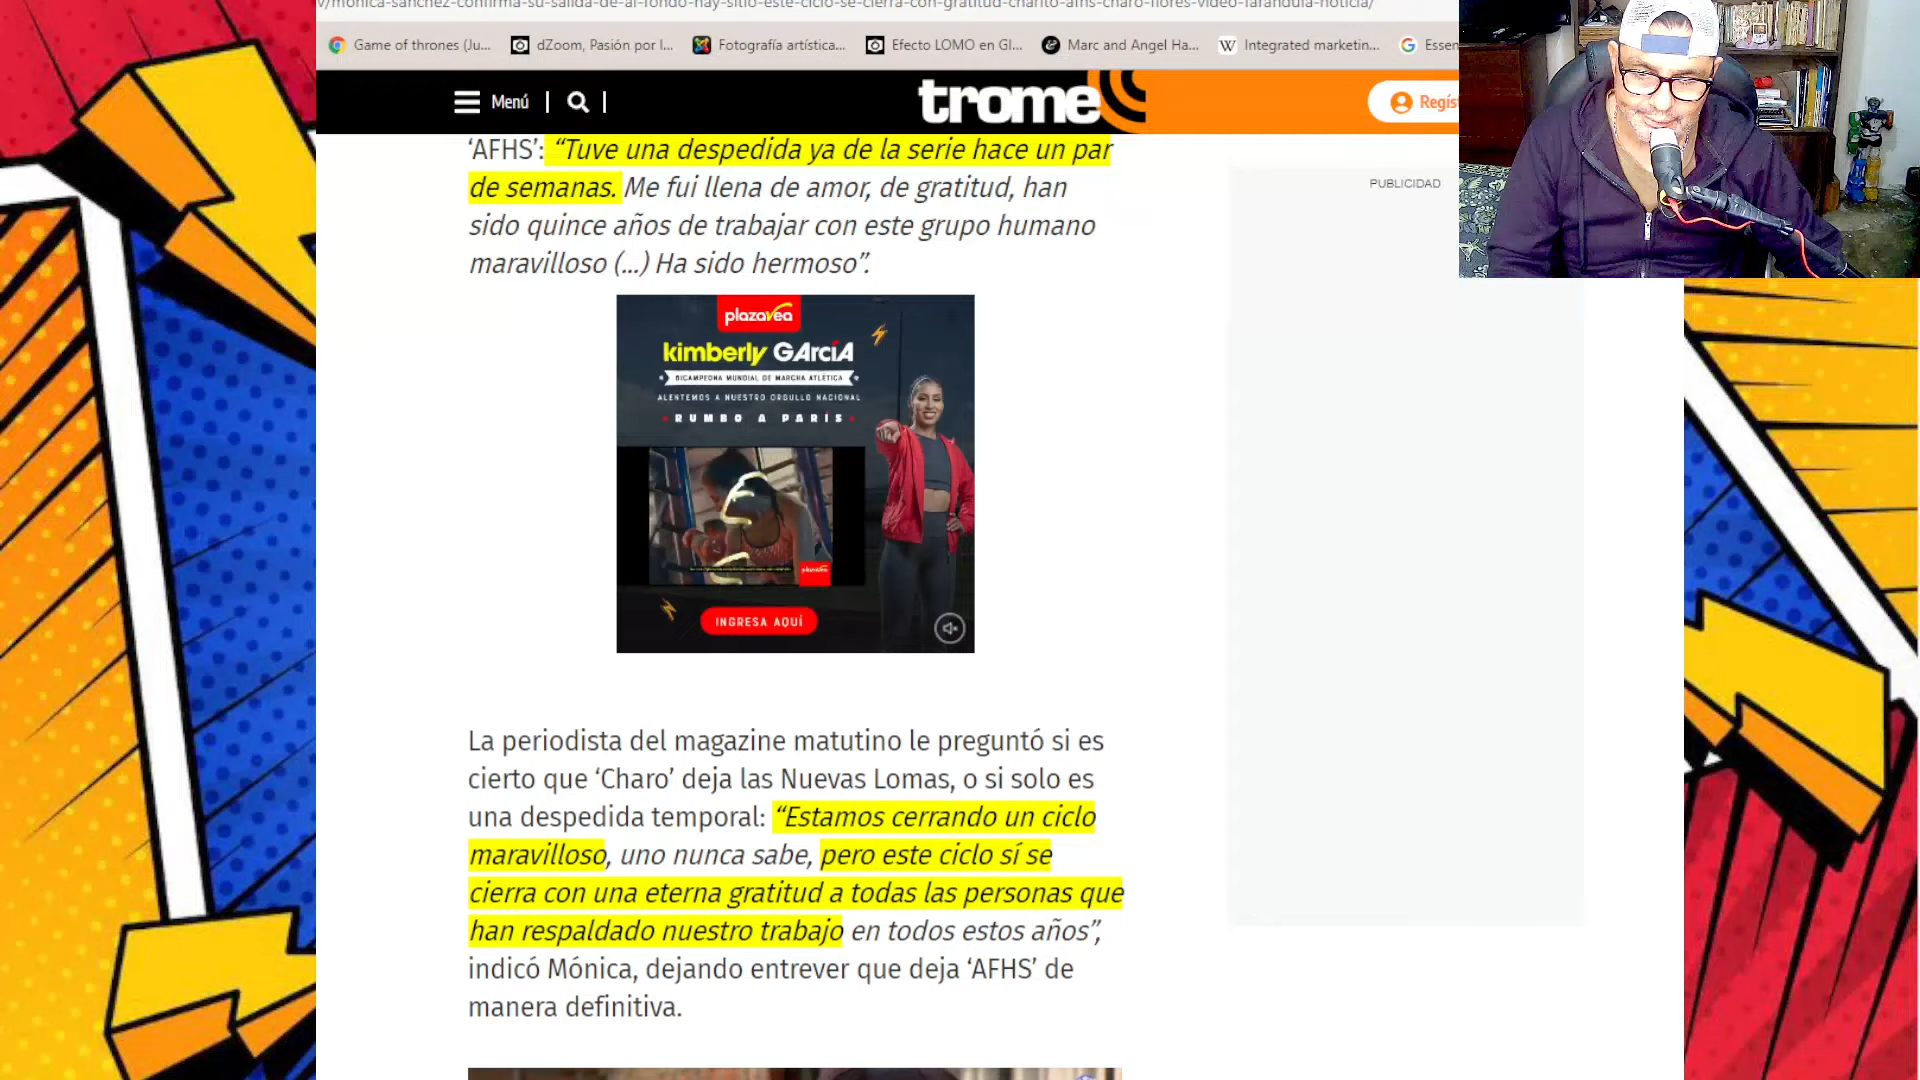 v/monica-sanchez-confirma-su-salida-de-al-fondo-hay-sitio-este-ciclo-se-cierra-con-gratitud-charito-afhs-charo-flores-video-farandula-noticia/
Game of thrones (Ju... dZoom, Pasión por l... Fotografía artística... Efecto LOMO en Gl... Marc and Angel Ha... Integrated marketin... Essen
Menú trome Regís
‘AFHS’: “Tuve una despedida ya de la serie hace un par
de semanas. Me fui llena de amor, de gratitud, han
sido quince años de trabajar con este grupo humano
maravilloso (...) Ha sido hermoso”.
PUBLICIDAD
plazavea
kimberly GArcíA
BICAMPEONA MUNDIAL DE MARCHA ATLÉTICA
ALENTEMOS A NUESTRO ORGULLO NACIONAL
RUMBO A PARÍS
plazavea
INGRESA AQUÍ
La periodista del magazine matutino le preguntó si es
cierto que ‘Charo’ deja las Nuevas Lomas, o si solo es
una despedida temporal: “Estamos cerrando un ciclo
maravilloso, uno nunca sabe, pero este ciclo sí se
cierra con una eterna gratitud a todas las personas que
han respaldado nuestro trabajo en todos estos años”,
indicó Mónica, dejando entrever que deja ‘AFHS’ de
manera definitiva.